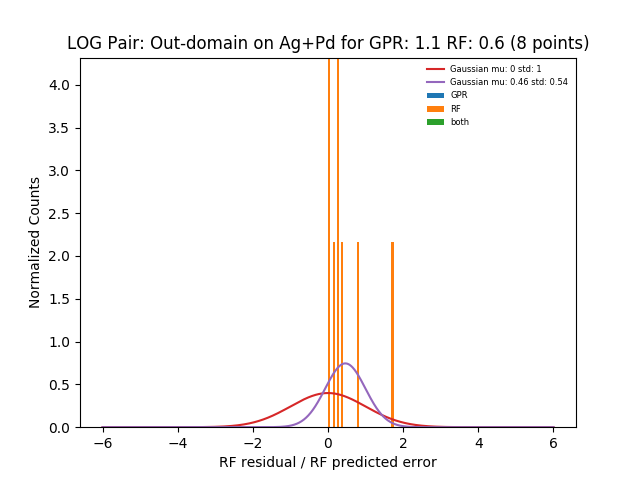 LOG Pair: Out-domain on Ag+Pd for GPR: 1.1 RF: 0.6 (8 points)
Gaussian mu: 0 std: 1
Gaussian mu: 0.46 std: 0.54
GPR
RF
both
Normalized Counts
4.0
3.5
3.0
2.5
2.0
1.5
1.0
0.5
0.0
−6 −4 −2 0 2 4 6
RF residual / RF predicted error